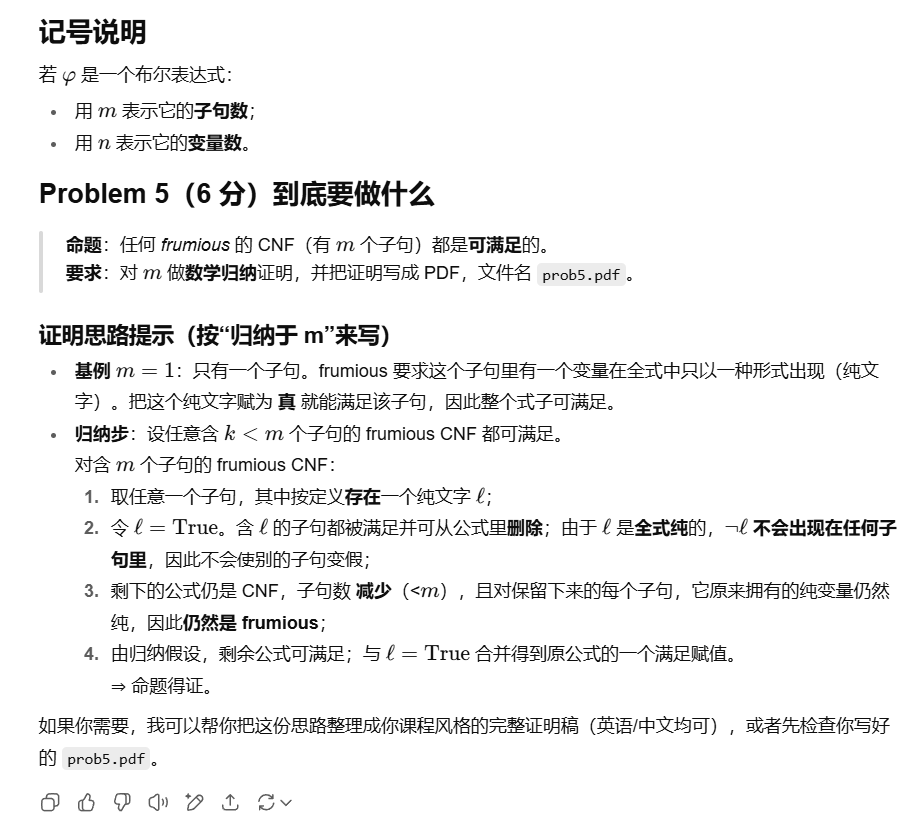 记号说明
若 φ 是一个布尔表达式：
• 用 m 表示它的子句数；
• 用 n 表示它的变量数。
Problem 5（6 分）到底要做什么
命题：任何 frumious 的 CNF（有 m 个子句）都是可满足的。
要求：对 m 做数学归纳证明，并把证明写成 PDF，文件名 prob5.pdf。
证明思路提示（按“归纳于 m”来写）
• 基例 m = 1：只有一个子句。frumious 要求这个子句里有一个变量在全式中只以一种形式出现（纯文
字）。把这个纯文字赋为 真 就能满足该子句，因此整个式子可满足。
• 归纳步：设任意含 k < m 个子句的 frumious CNF 都可满足。
对含 m 个子句的 frumious CNF：
1. 取任意一个子句，其中按定义存在一个纯文字 ℓ；
2. 令 ℓ = True。含 ℓ 的子句都被满足并可从公式里删除；由于 ℓ 是全式纯的，¬ℓ 不会出现在任何子
句里，因此不会使别的子句变假；
3. 剩下的公式仍是 CNF，子句数 减少（<m），且对保留下来的每个子句，它原来拥有的纯变量仍然
纯，因此仍然是 frumious；
4. 由归纳假设，剩余公式可满足；与 ℓ = True 合并得到原公式的一个满足赋值。
⇒ 命题得证。
如果你需要，我可以帮你把这份思路整理成你课程风格的完整证明稿（英语/中文均可），或者先检查你写好
的 prob5.pdf。